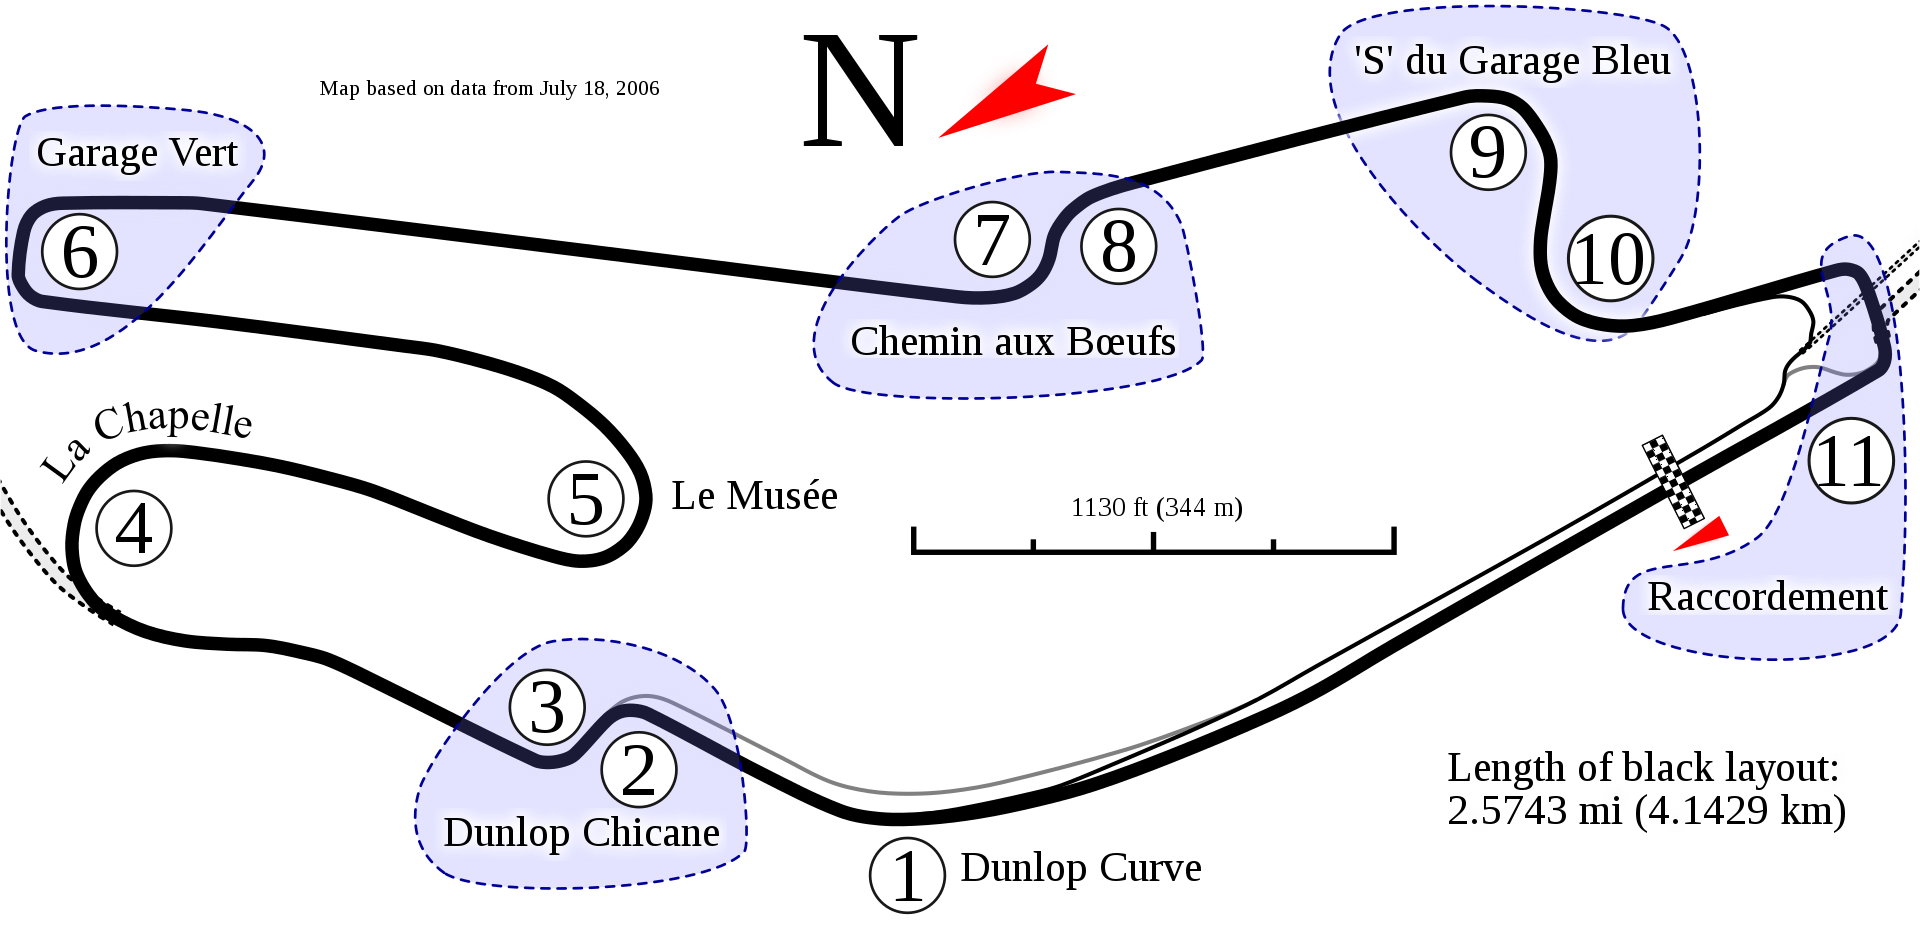 N
'S' du Garage Bleu
Map based on data from July 18, 2006
Garage Vert
9
6
7
8
10
Chemin aux Bœufs
La Chapelle
11
5
Le Musée
4
1130 ft (344 m)
Raccordement
3
2
Length of black layout:
2.5743 mi (4.1429 km)
Dunlop Chicane
1
Dunlop Curve